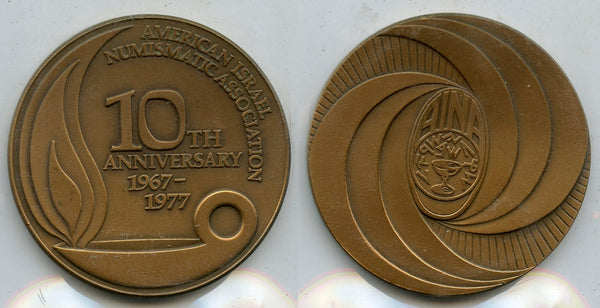 AMERICAN ISRAEL
NUMISMATIC ASSOCIATION
10TH
ANNIVERSARY
1967–
1977
AINA